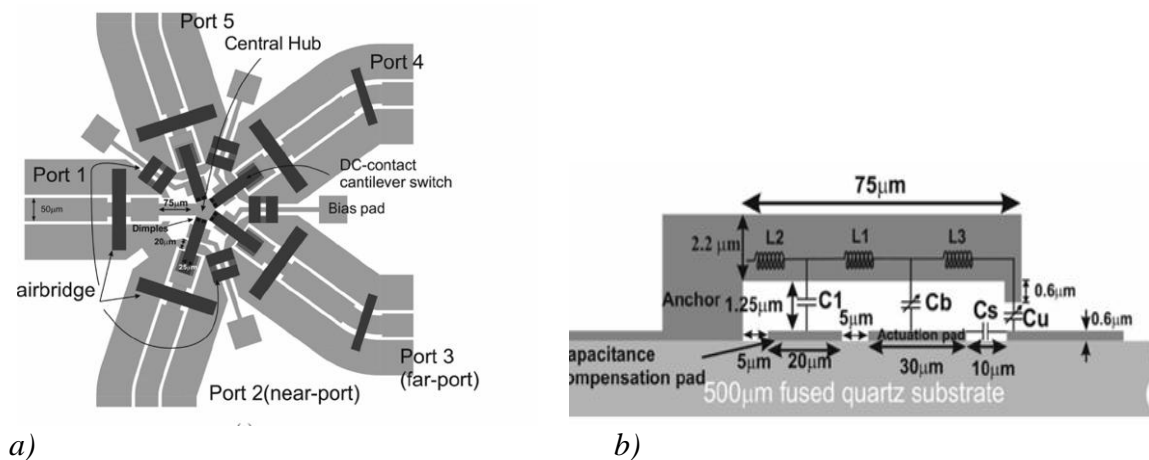 Port 5
Central Hub
Port 4
Port 1
DC-contact
cantilever switch
75μm
50μm
Bias pad
Dimples
20μm
25μm
airbridge
Port 3
(far-port)
Port 2(near-port)
a)
75μm
2.2 μm
L2
L1
L3
Anchor
1.25μm
C1
Cb
Cs
Cu
0.6μm
0.6μm
5μm
Actuation pad
5μm
20μm
30μm
10μm
apacitance
ompensation pad
500μm fused quartz substrate
b)